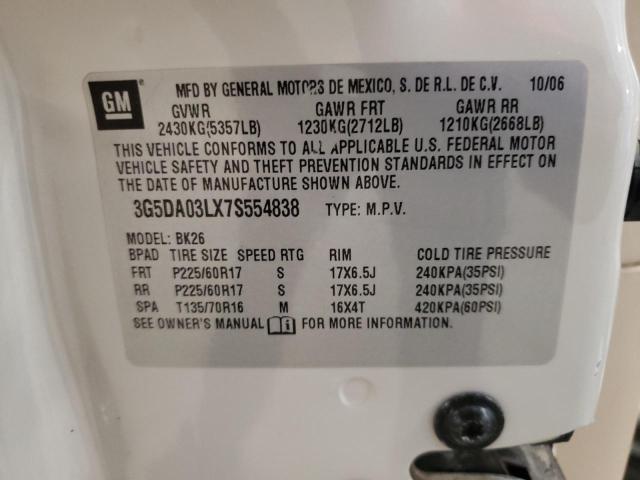 GM MFD BY GENERAL MOTORS DE MEXICO, S. DE R.L. DE C.V. 10/06
GVWR GAWR FRT GAWR RR
2430KG(5357LB) 1230KG(2712LB) 1210KG(2668LB)
THIS VEHICLE CONFORMS TO ALL APPLICABLE U.S. FEDERAL MOTOR
VEHICLE SAFETY AND THEFT PREVENTION STANDARDS IN EFFECT ON
THE DATE OF MANUFACTURE SHOWN ABOVE.
3G5DA03LX7S554838 TYPE: M.P.V.
MODEL: BK26
BPAD TIRE SIZE SPEED RTG RIM COLD TIRE PRESSURE
FRT P225/60R17 S 17X6.5J 240KPA(35PSI)
RR P225/60R17 S 17X6.5J 240KPA(35PSI)
SPA T135/70R16 M 16X4T 420KPA(60PSI)
SEE OWNER'S MANUAL FOR MORE INFORMATION.